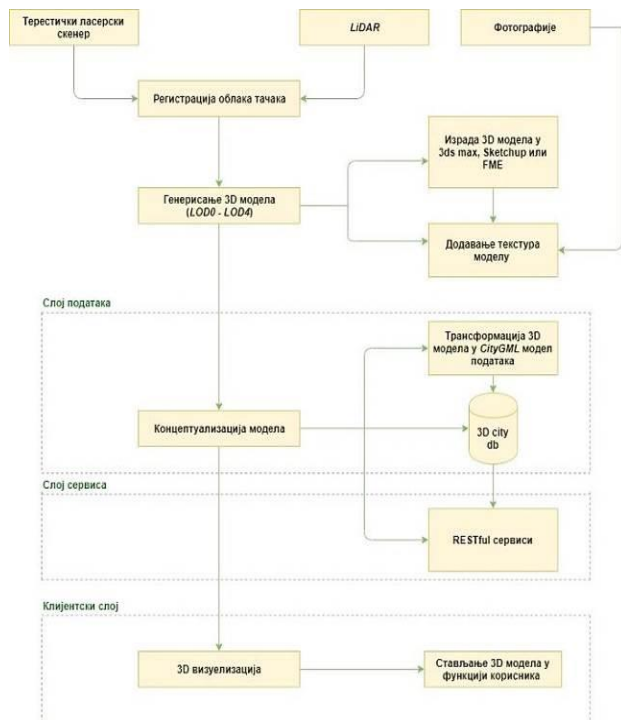 Терестички ласерски
скенер
LiDAR
Фотографије
Регистрација облака тачака
Израда 3D модела у
3ds max, Sketchup или
FME
Генерисање 3D модела
(LOD0 - LOD4)
Додавање текстура
моделу
Слој података
Трансформација 3D
модела у CityGML модел
података
Концептуализација модела
3D city
db
Слој сервиса
RESTful сервиси
Клијентски слој
3D визуелизација
Стављање 3D модела у
функцији корисника